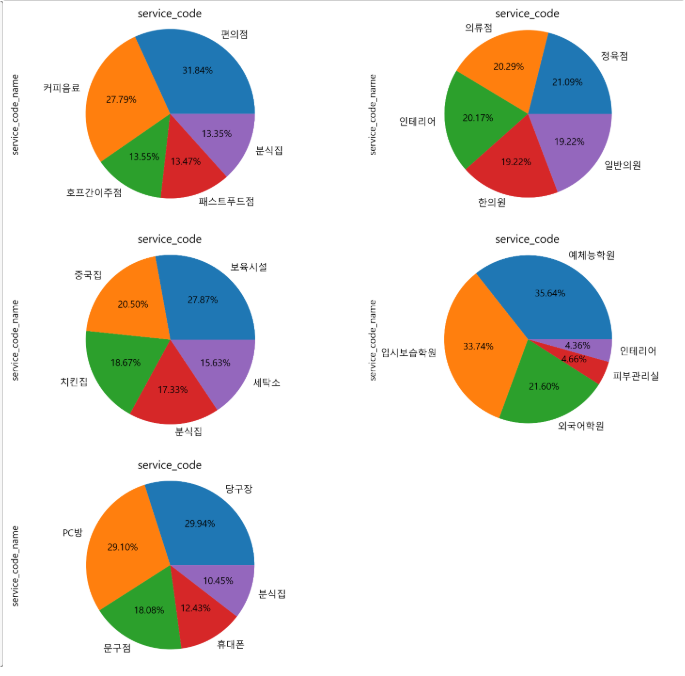 service_code
service_code_name
편의점
31.84%
커피음료
27.79%
호프간이주점
13.55%
패스트푸드점
13.47%
분식집
13.35%
service_code
service_code_name
정육점
21.09%
의류점
20.29%
인테리어
20.17%
한의원
19.22%
일반의원
19.22%
service_code
service_code_name
보육시설
27.87%
중국집
20.50%
치킨집
18.67%
분식집
17.33%
세탁소
15.63%
service_code
service_code_name
예체능학원
35.64%
입시보습학원
33.74%
외국어학원
21.60%
피부관리실
4.66%
인테리어
4.36%
service_code
service_code_name
당구장
29.94%
PC방
29.10%
문구점
18.08%
휴대폰
12.43%
분식집
10.45%